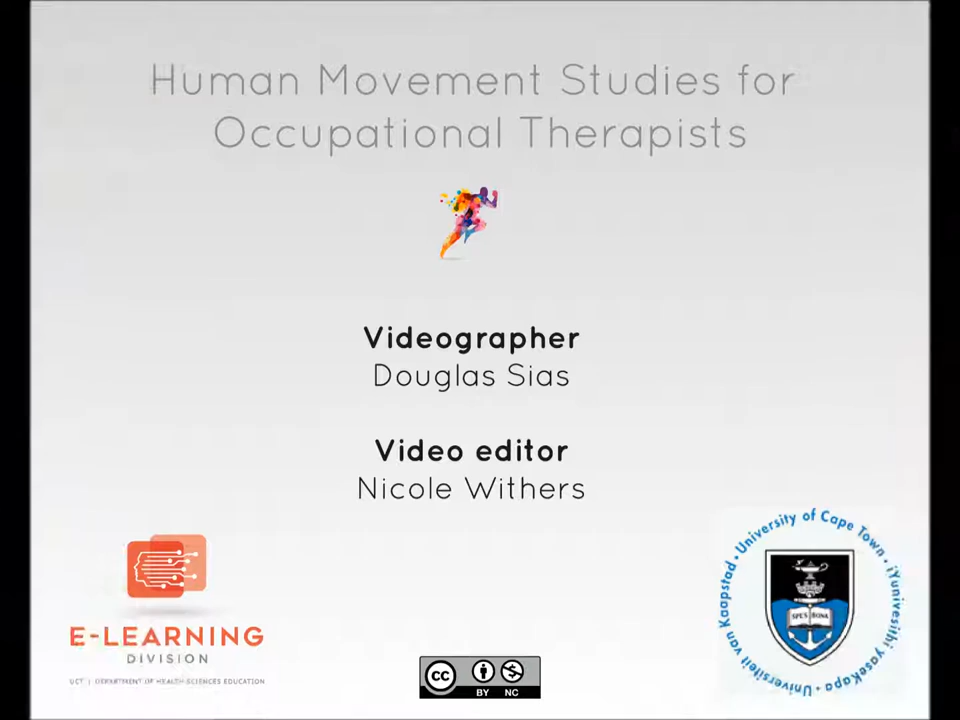 Human Movement Studies for
Occupational Therapists
Videographer
Douglas Sias
Video editor
Nicole Withers
E-LEARNING
DIVISION
UCT | DEPARTMENT OF HEALTH SCIENCES EDUCATION
cc
BY NC
University of Cape Town • iYunivesithi yaseKapa • Universiteit van Kaapstad •
SPES BONA